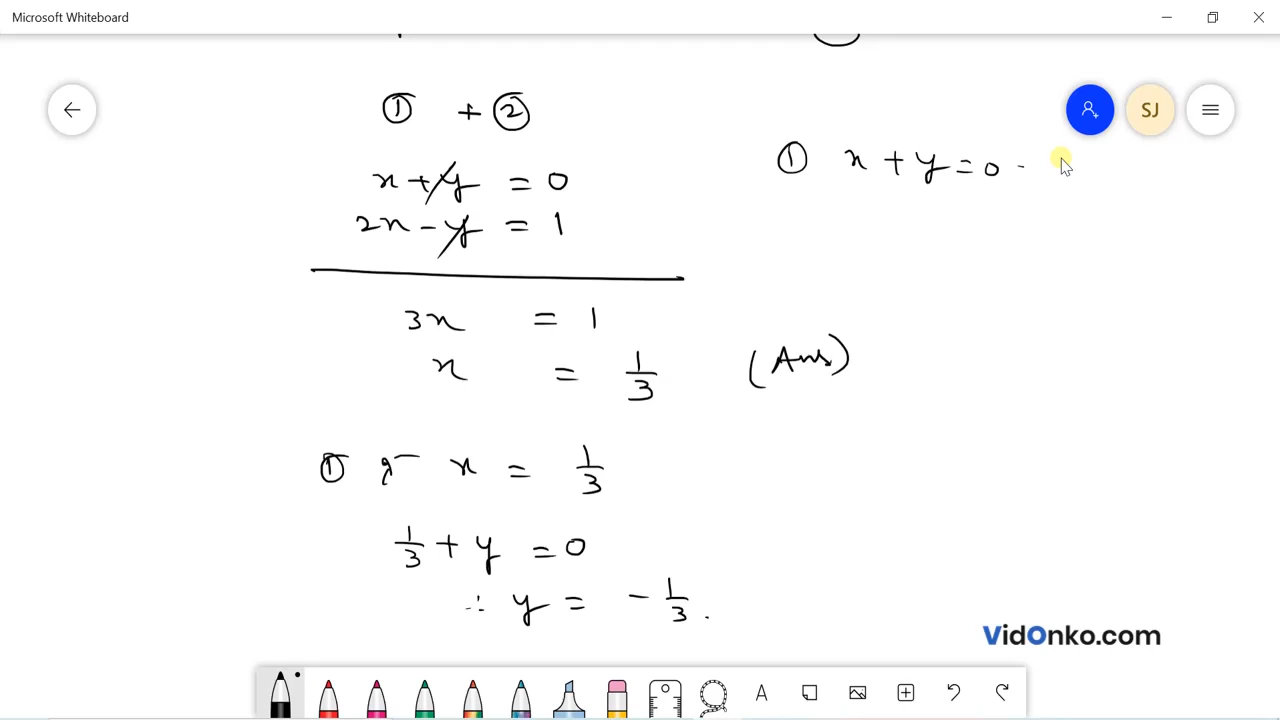 Microsoft Whiteboard
SJ
① + ②
x + y = 0
2x - y = 1
3x = 1
x = 1/3 (Ans)
① x = 1/3
1/3 + y = 0
∴ y = - 1/3.
① x + y = 0 -
VidOnko.com
A